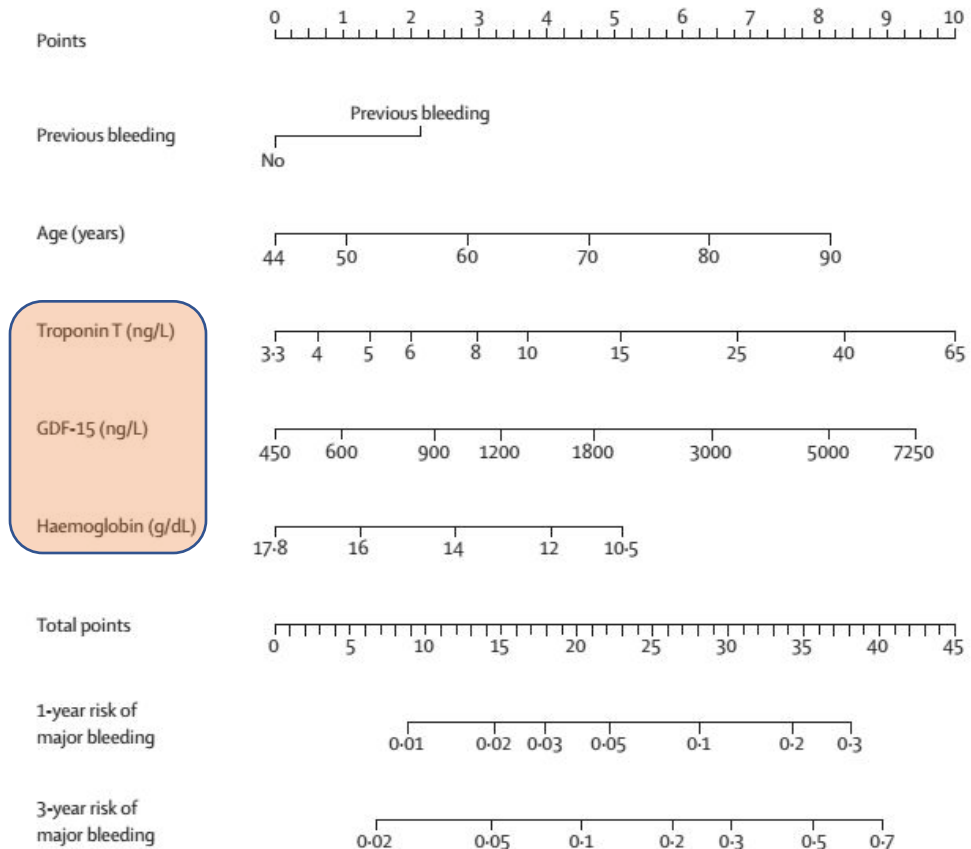 Points
0 1 2 3 4 5 6 7 8 9 10
Previous bleeding
Previous bleeding
No
Age (years)
44 50 60 70 80 90
Troponin T (ng/L)
3·3 4 5 6 8 10 15 25 40 65
GDF-15 (ng/L)
450 600 900 1200 1800 3000 5000 7250
Haemoglobin (g/dL)
17·8 16 14 12 10·5
Total points
0 5 10 15 20 25 30 35 40 45
1-year risk of
major bleeding
0·01 0·02 0·03 0·05 0·1 0·2 0·3
3-year risk of
major bleeding
0·02 0·05 0·1 0·2 0·3 0·5 0·7